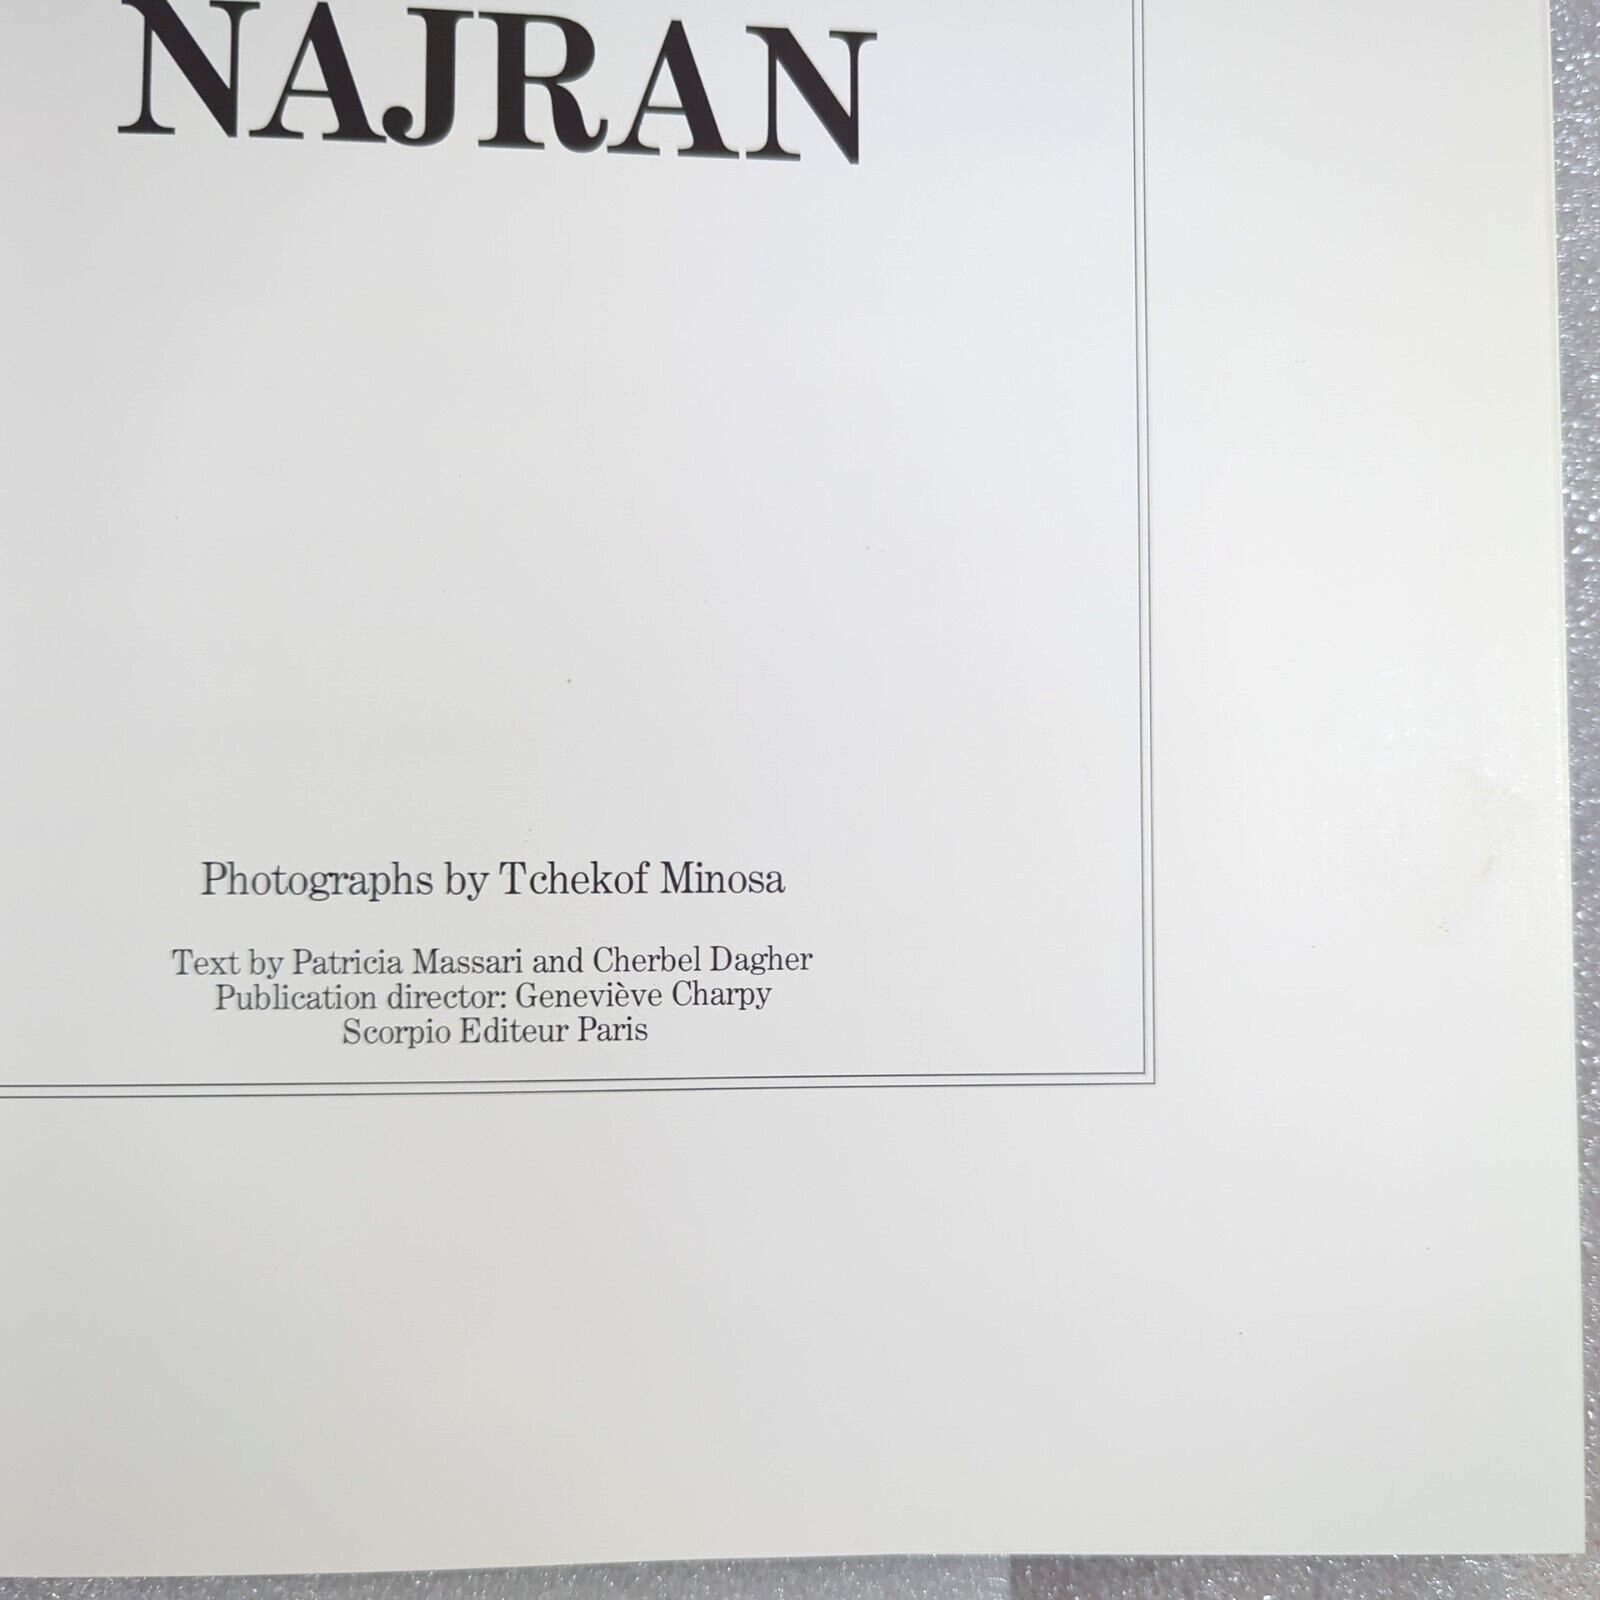 NAJRAN
Photographs by Tchekof Minosa
Text by Patricia Massari and Cherbel Dagher
Publication director: Geneviève Charpy
Scorpio Editeur Paris